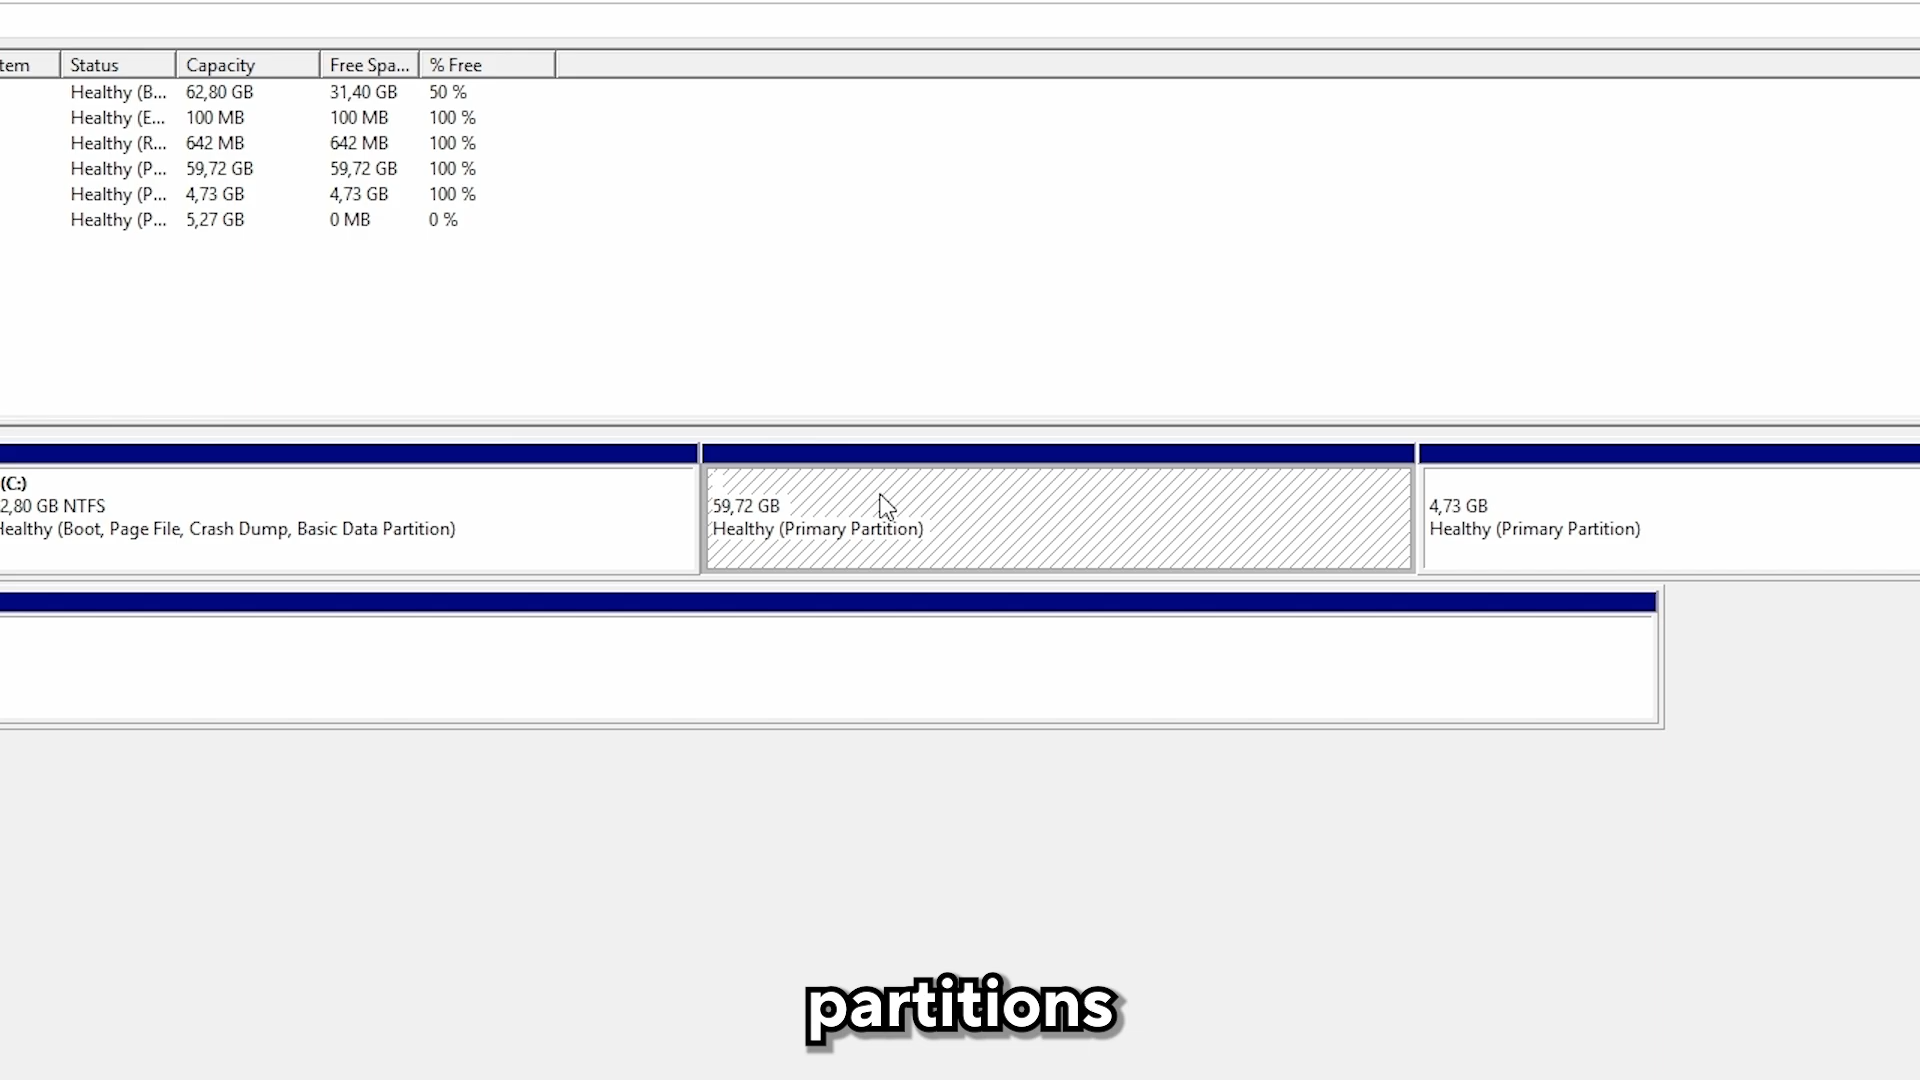 tem Status Capacity Free Spa... % Free
Healthy (B... 62,80 GB 31,40 GB 50 %
Healthy (E... 100 MB 100 MB 100 %
Healthy (R... 642 MB 642 MB 100 %
Healthy (P... 59,72 GB 59,72 GB 100 %
Healthy (P... 4,73 GB 4,73 GB 100 %
Healthy (P... 5,27 GB 0 MB 0 %
(C:)
2,80 GB NTFS
Healthy (Boot, Page File, Crash Dump, Basic Data Partition)
59,72 GB
Healthy (Primary Partition)
4,73 GB
Healthy (Primary Partition)
partitions